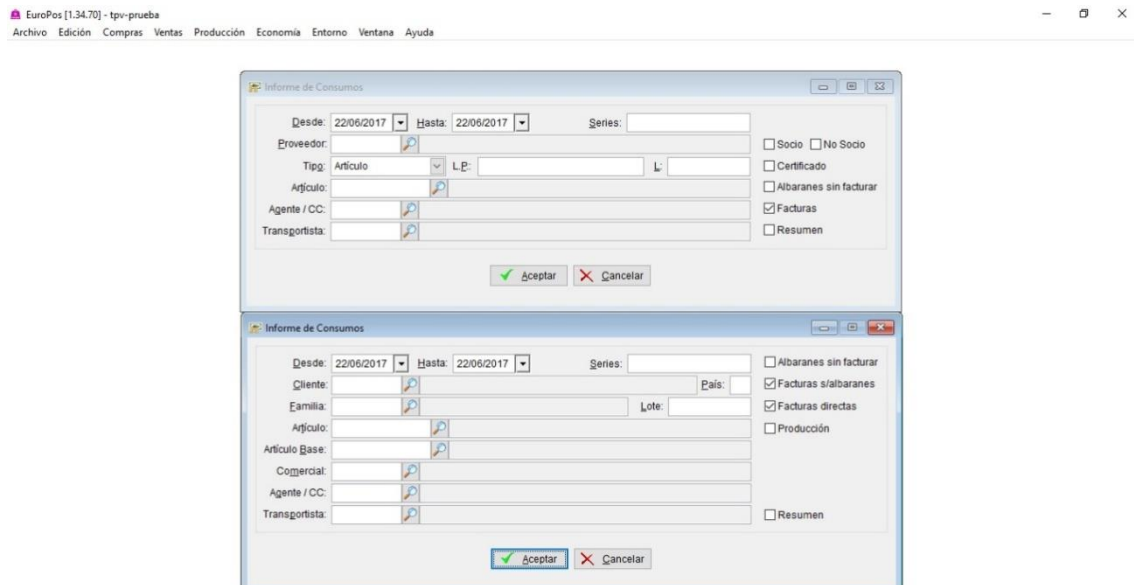 EuroPos [1.34.70] - tpv-prueba
Archivo Edición Compras Ventas Producción Economía Entorno Ventana Ayuda
Informe de Consumos
Desde: 22/06/2017 Hasta: 22/06/2017 Series:
Proveedor: Socio No Socio
Tipo: Artículo L.P.: L: Certificado
Artículo: Albaranes sin facturar
Agente / CC: Facturas
Transportista: Resumen
Aceptar Cancelar
Informe de Consumos
Desde: 22/06/2017 Hasta: 22/06/2017 Series: Albaranes sin facturar
Cliente: País: Facturas s/albaranes
Familia: Lote: Facturas directas
Artículo: Producción
Artículo Base:
Comercial:
Agente / CC:
Transportista: Resumen
Aceptar Cancelar